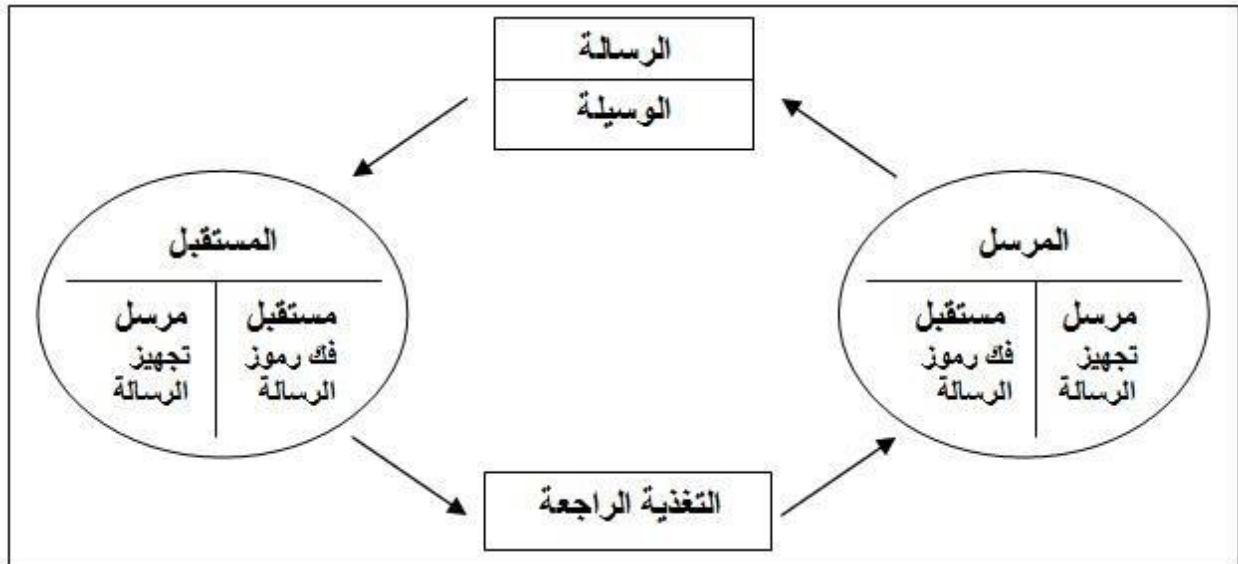 الرسالة
الوسيلة
المرسل
مرسل
تجهيز
الرسالة
مستقبل
فك رموز
الرسالة
المستقبل
مستقبل
فك رموز
الرسالة
مرسل
تجهيز
الرسالة
التغذية الراجعة